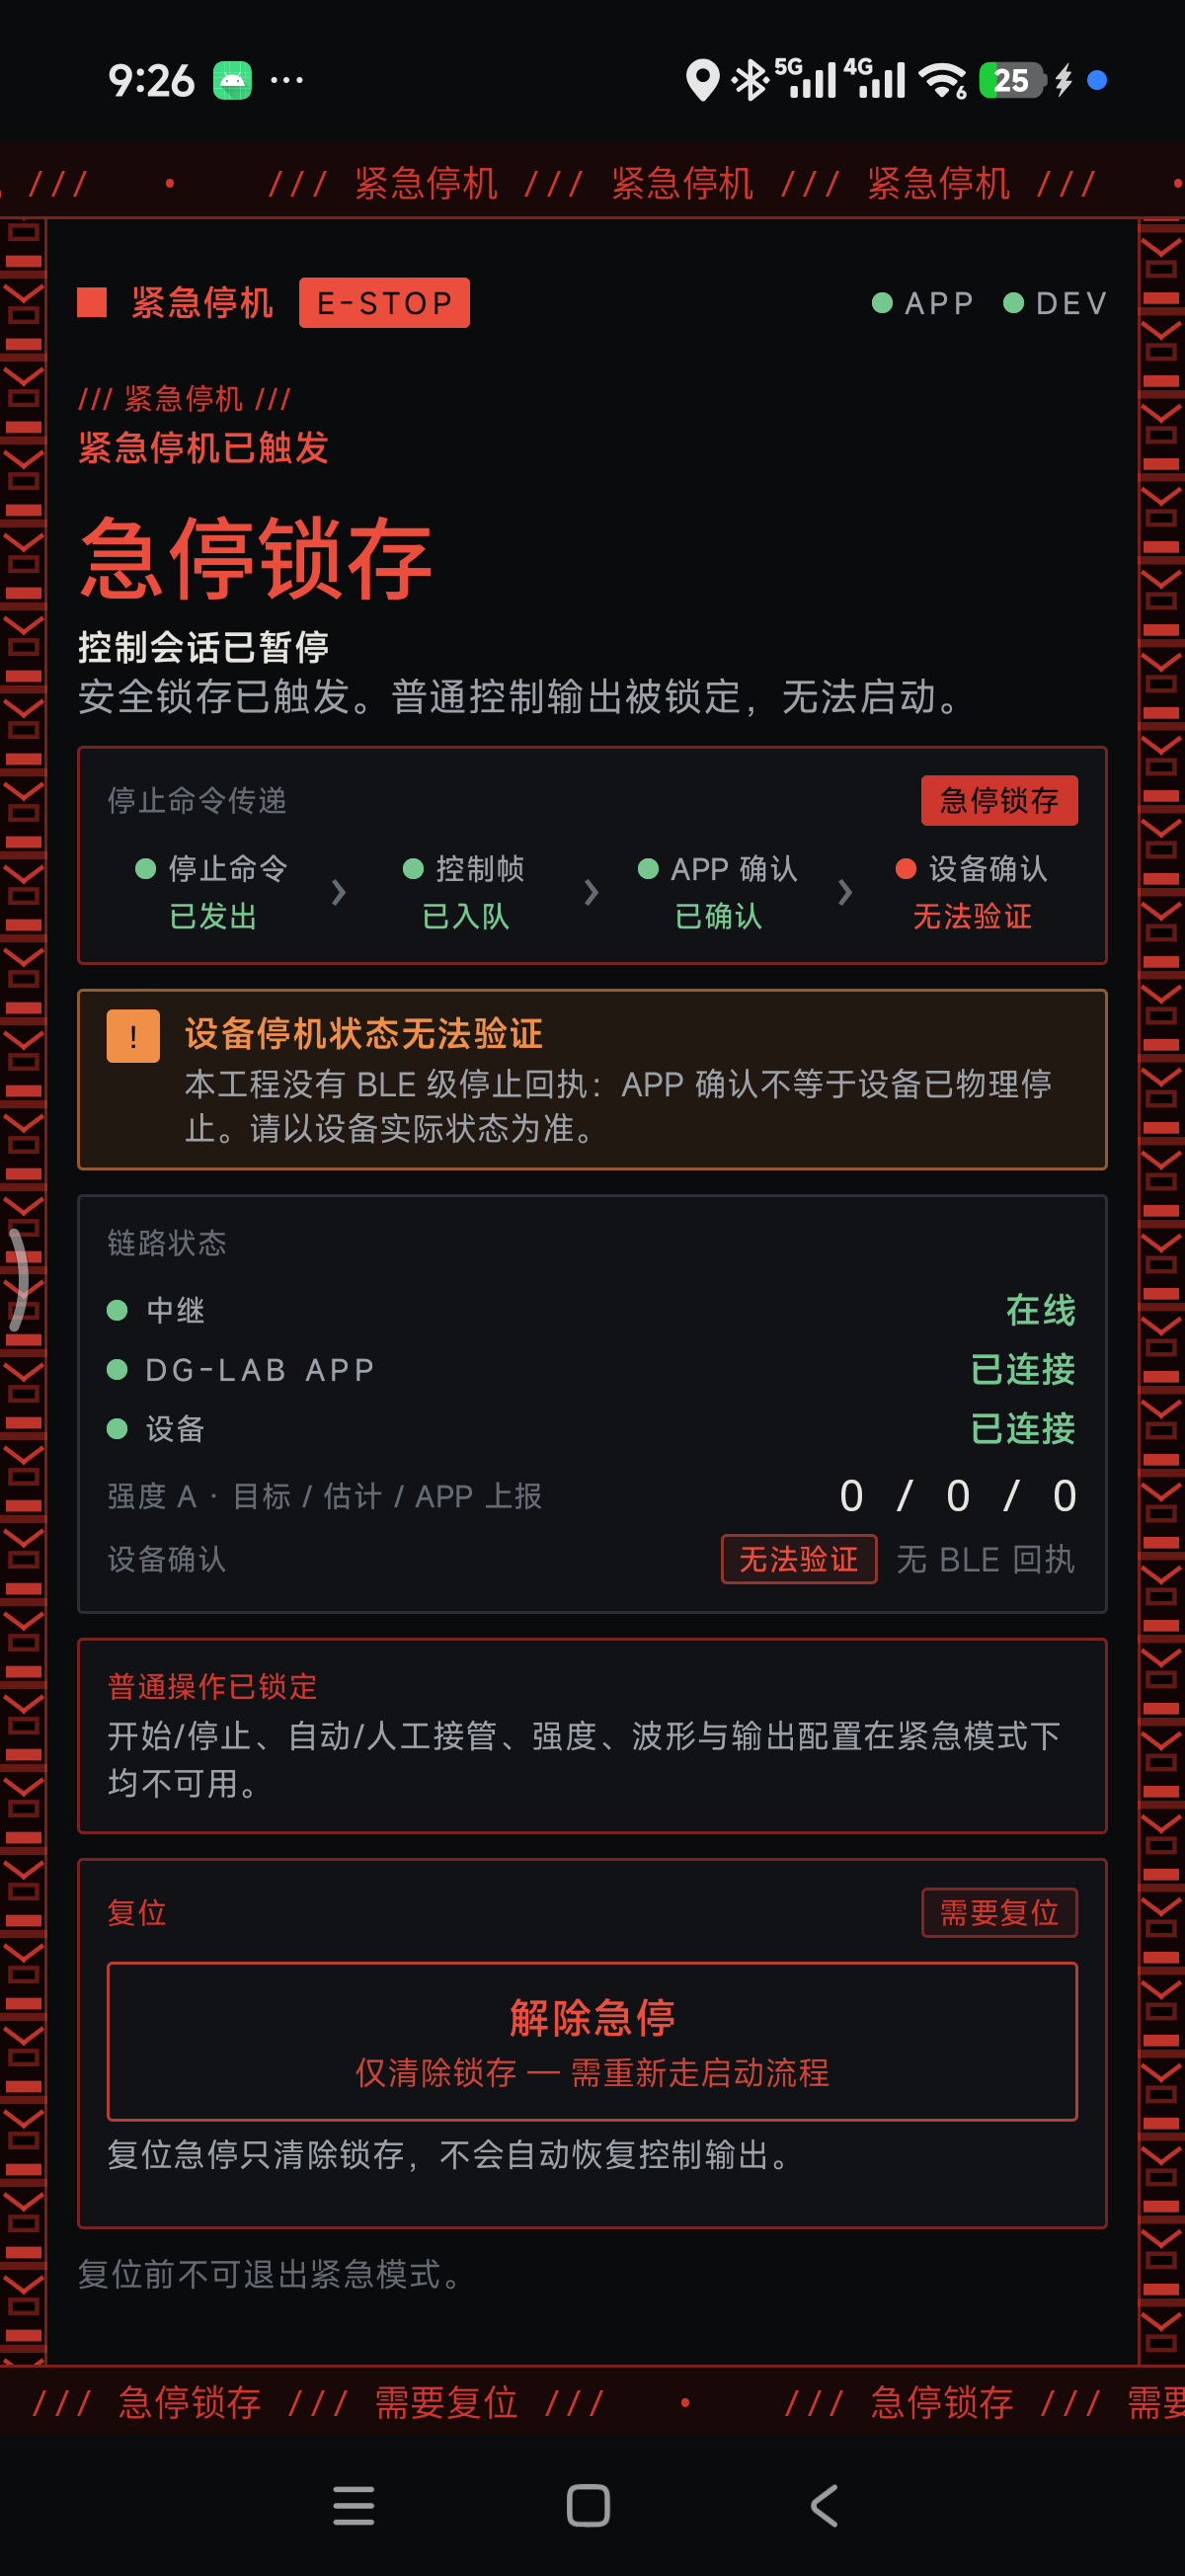 9:26 ··· 5G 4G 6 25
/// • /// 紧急停机 /// 紧急停机 /// 紧急停机 /// •
紧急停机 E-STOP APP DEV
/// 紧急停机 ///
紧急停机已触发
急停锁存
控制会话已暂停
安全锁存已触发。普通控制输出被锁定，无法启动。
停止命令传递 急停锁存
停止命令 › 控制帧 › APP 确认 › 设备确认
已发出 已入队 已确认 无法验证
! 设备停机状态无法验证
本工程没有 BLE 级停止回执：APP 确认不等于设备已物理停
止。请以设备实际状态为准。
链路状态
中继 在线
DG-LAB APP 已连接
设备 已连接
强度 A · 目标 / 估计 / APP 上报 0 / 0 / 0
设备确认 无法验证 无 BLE 回执
普通操作已锁定
开始/停止、自动/人工接管、强度、波形与输出配置在紧急模式下
均不可用。
复位 需要复位
解除急停
仅清除锁存 — 需重新走启动流程
复位急停只清除锁存，不会自动恢复控制输出。
复位前不可退出紧急模式。
/// 急停锁存 /// 需要复位 /// • /// 急停锁存 /// 需要